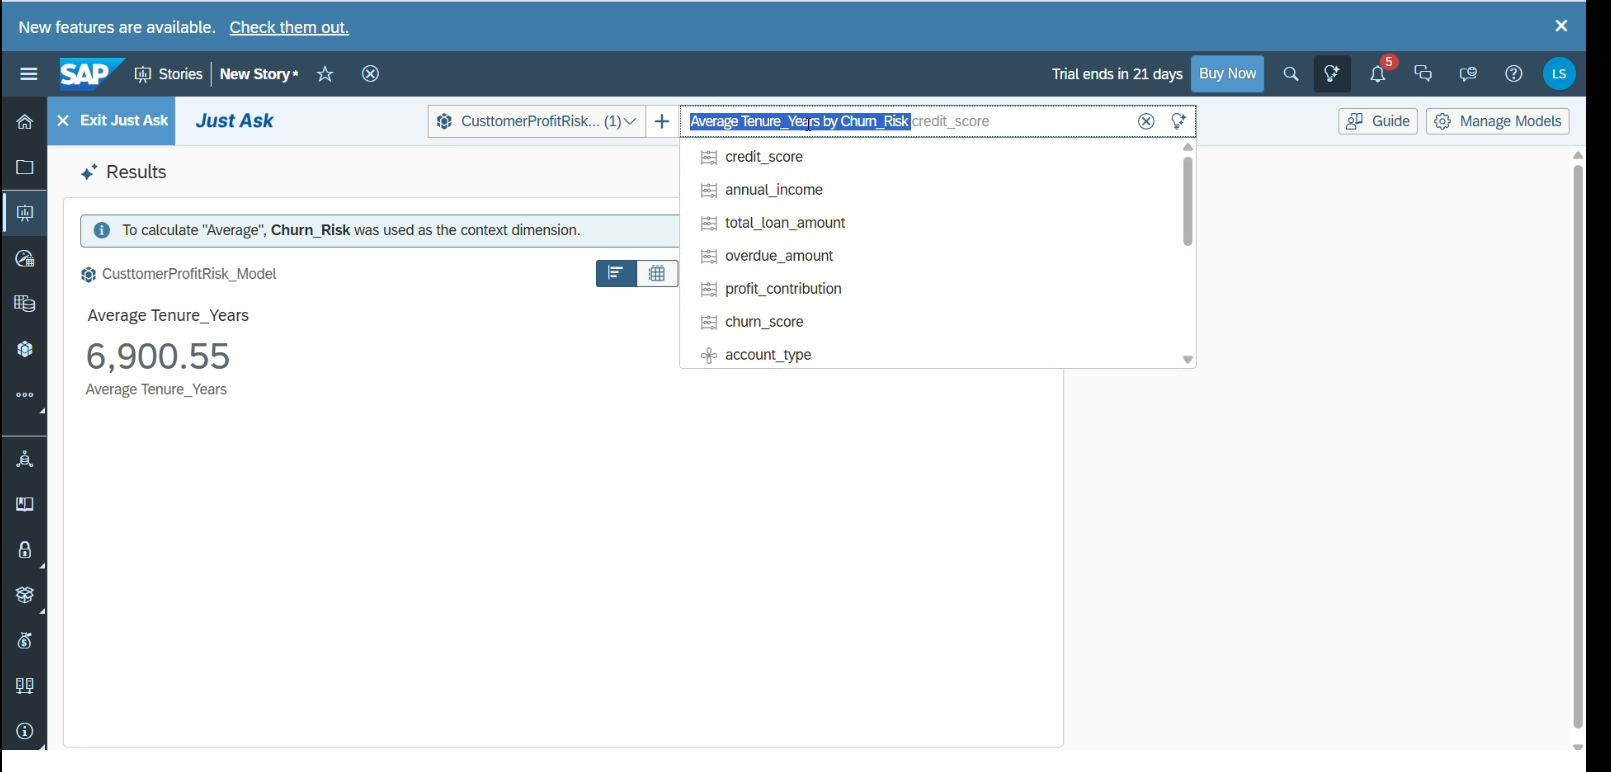 New features are available. Check them out.
SAP Stories New Story* Trial ends in 21 days Buy Now 5 LS
Exit Just Ask Just Ask CusttomerProfitRisk... (1) Average Tenure_Years by Churn_Risk credit_score Guide Manage Models
Results
To calculate "Average", Churn_Risk was used as the context dimension.
CusttomerProfitRisk_Model
Average Tenure_Years
6,900.55
Average Tenure_Years
credit_score
annual_income
total_loan_amount
overdue_amount
profit_contribution
churn_score
account_type